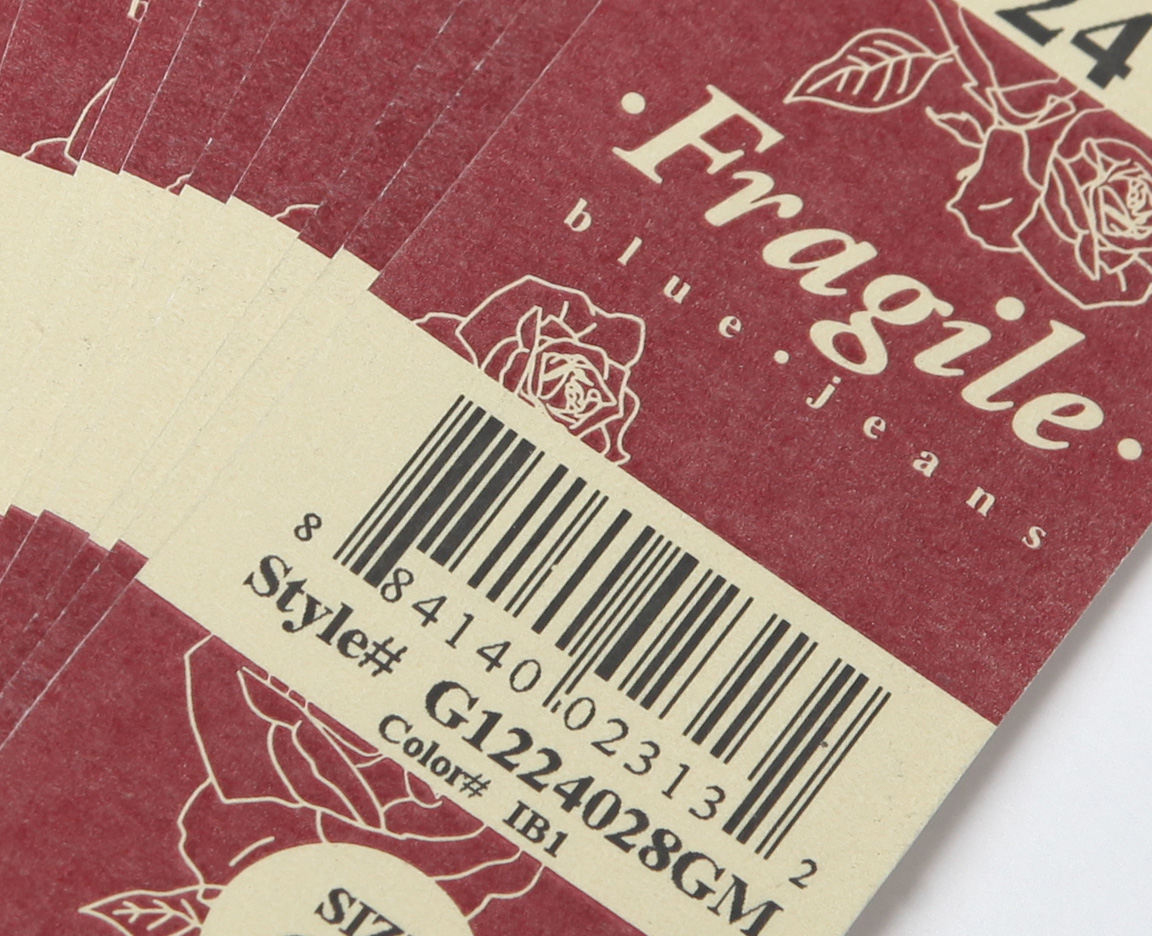 24
·Fragile·
blue·jeans
8 84140 02313 2
Style# G1224028GM
Color# IB1